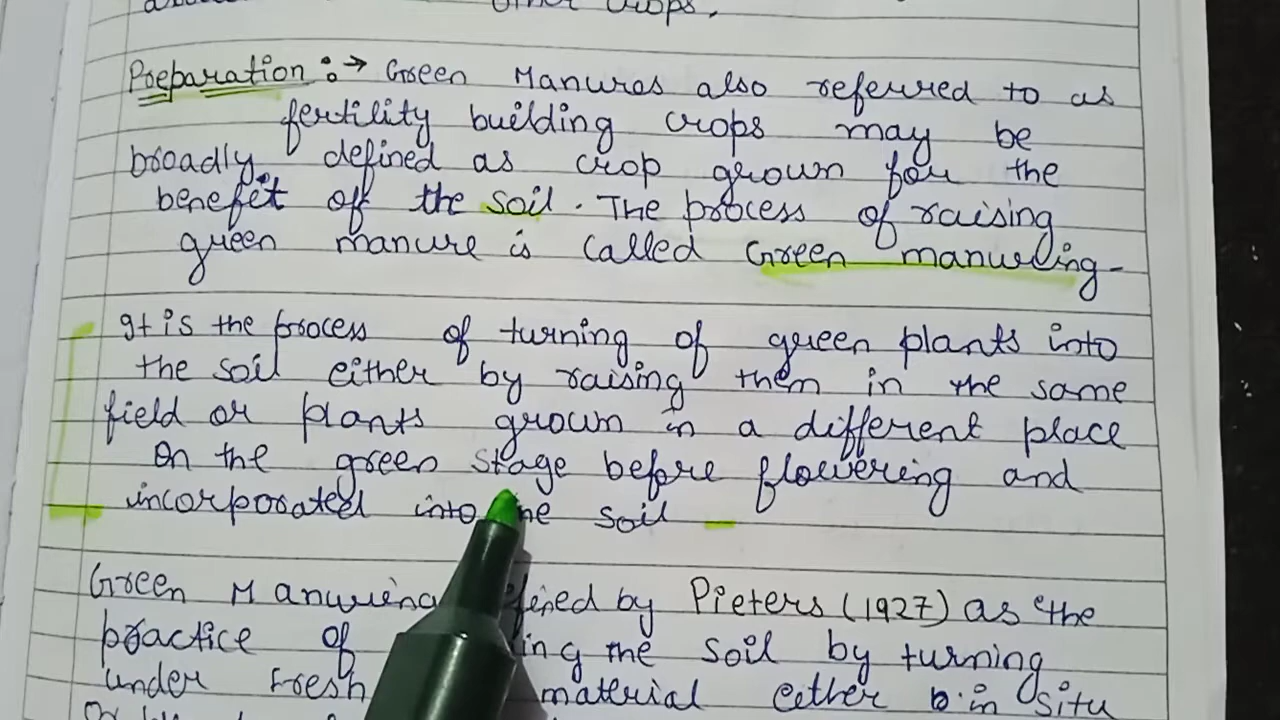 other crops.
Preparation :→ Green Manures also referred to as
fertility building crops may be
broadly defined as crop grown for the
benefit off the soil. The process of raising
green manure is called Green manuring-
It is the process of turning of green plants into
the soil either by raising them in the same
field or plants grown in a different place
On the green stage before flowering and
incorporated into the soil
Green Manuring by Pieters (1927) as the
practice of the soil by turning
under Fresh material either in situ